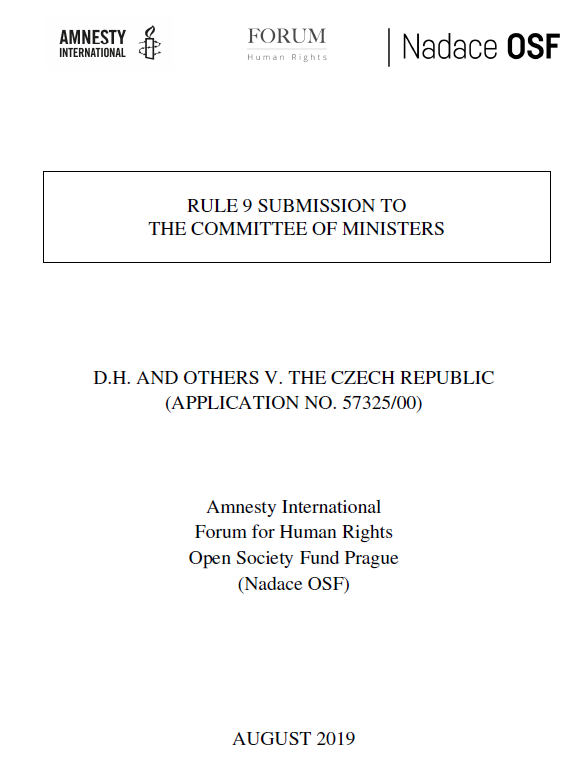 AMNESTY
INTERNATIONAL
FORUM
Human Rights
Nadace OSF
RULE 9 SUBMISSION TO
THE COMMITTEE OF MINISTERS
D.H. AND OTHERS V. THE CZECH REPUBLIC
(APPLICATION NO. 57325/00)
Amnesty International
Forum for Human Rights
Open Society Fund Prague
(Nadace OSF)
AUGUST 2019